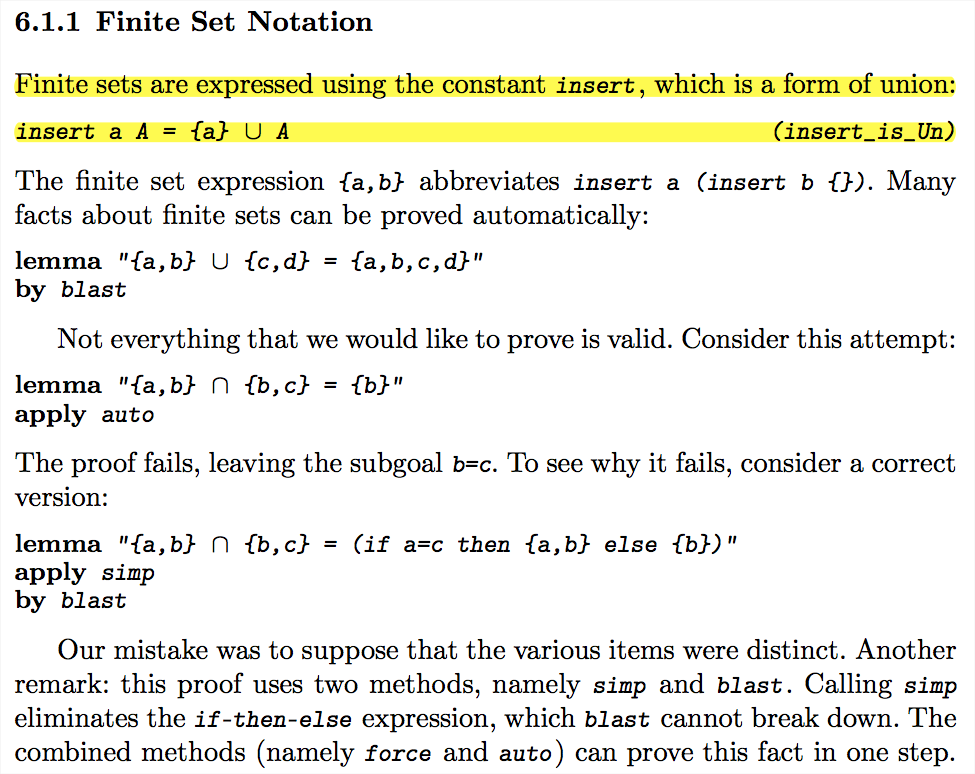 6.1.1 Finite Set Notation
Finite sets are expressed using the constant insert, which is a form of union:
insert a A = {a} ∪ A (insert_is_Un)
The finite set expression {a,b} abbreviates insert a (insert b {}). Many
facts about finite sets can be proved automatically:
lemma "{a,b} ∪ {c,d} = {a,b,c,d}"
by blast
Not everything that we would like to prove is valid. Consider this attempt:
lemma "{a,b} ∩ {b,c} = {b}"
apply auto
The proof fails, leaving the subgoal b=c. To see why it fails, consider a correct
version:
lemma "{a,b} ∩ {b,c} = (if a=c then {a,b} else {b})"
apply simp
by blast
Our mistake was to suppose that the various items were distinct. Another
remark: this proof uses two methods, namely simp and blast. Calling simp
eliminates the if-then-else expression, which blast cannot break down. The
combined methods (namely force and auto) can prove this fact in one step.